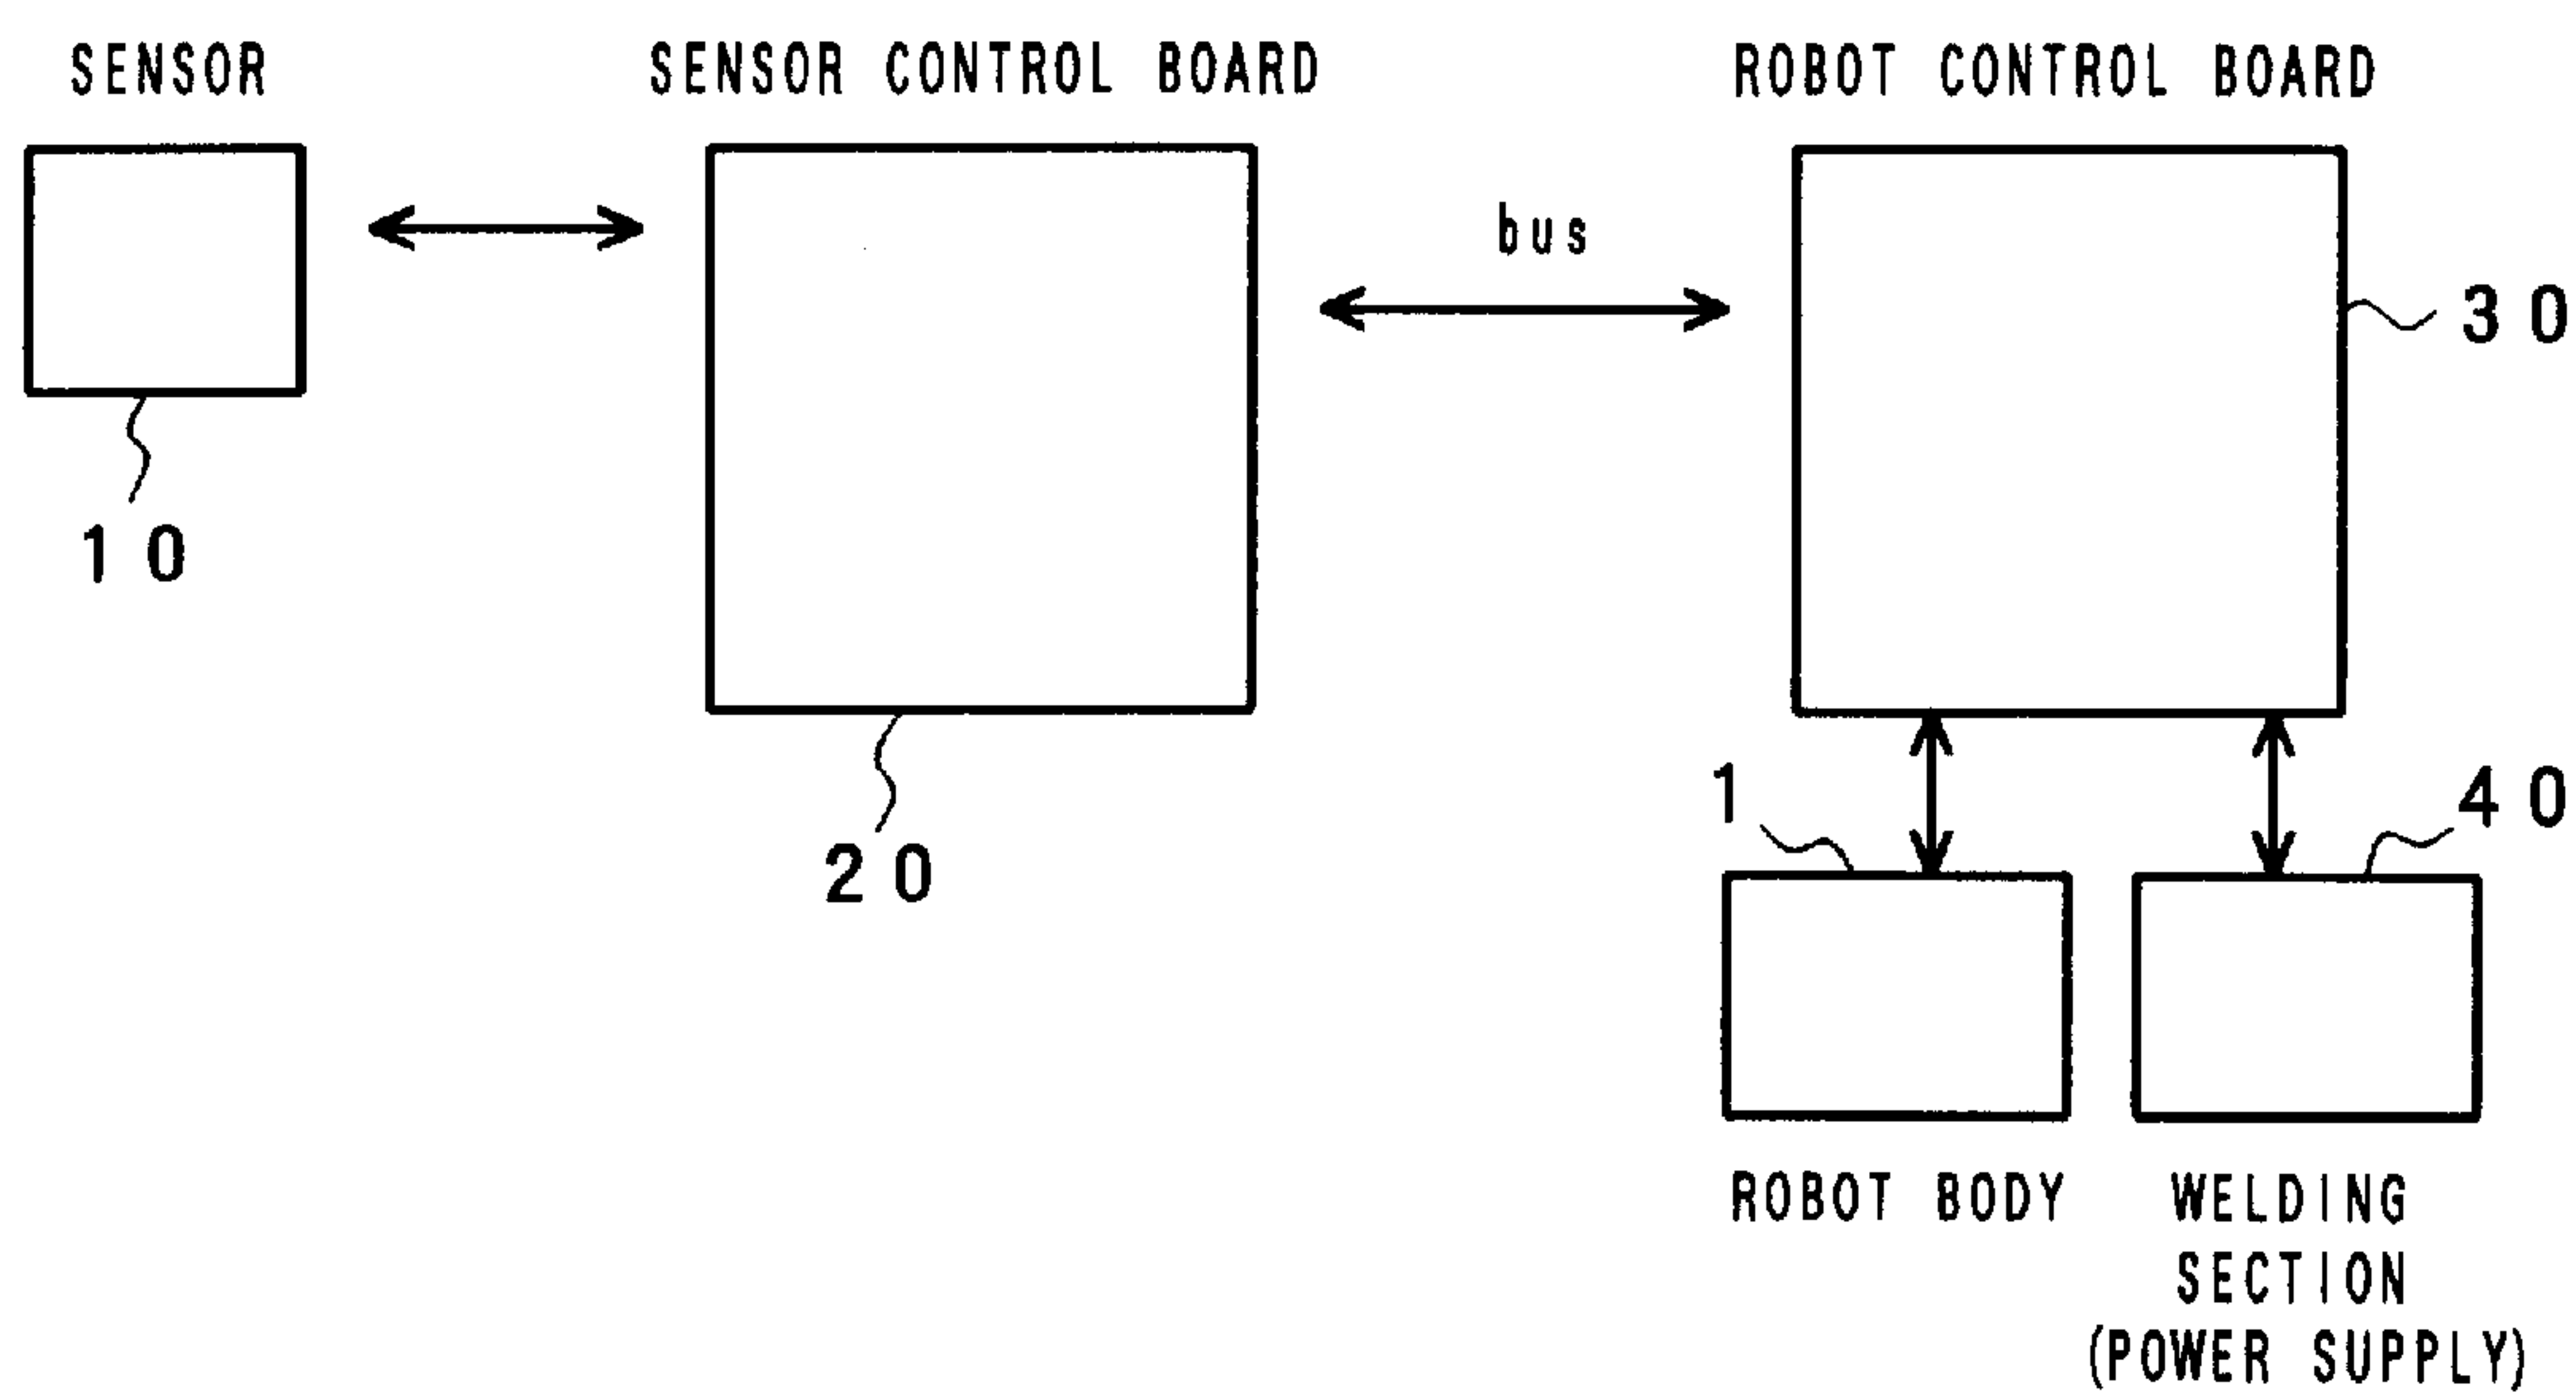 SENSOR
SENSOR CONTROL BOARD
ROBOT CONTROL BOARD
bus
30
10
1
40
20
ROBOT BODY
WELDING
SECTION
(POWER SUPPLY)